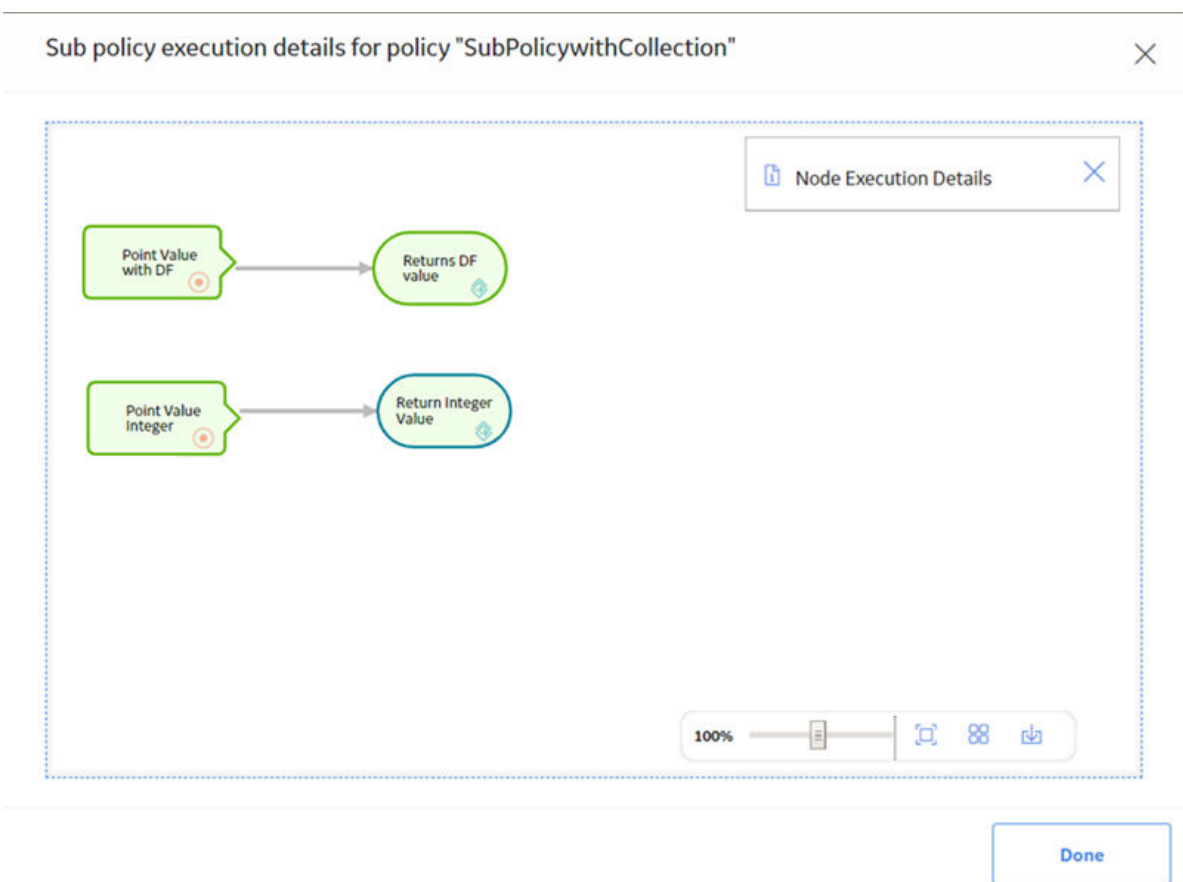 Sub policy execution details for policy "SubPolicywithCollection"
Node Execution Details
Point Value
with DF
Returns DF
value
Point Value
Integer
Return Integer
Value
100%
Done